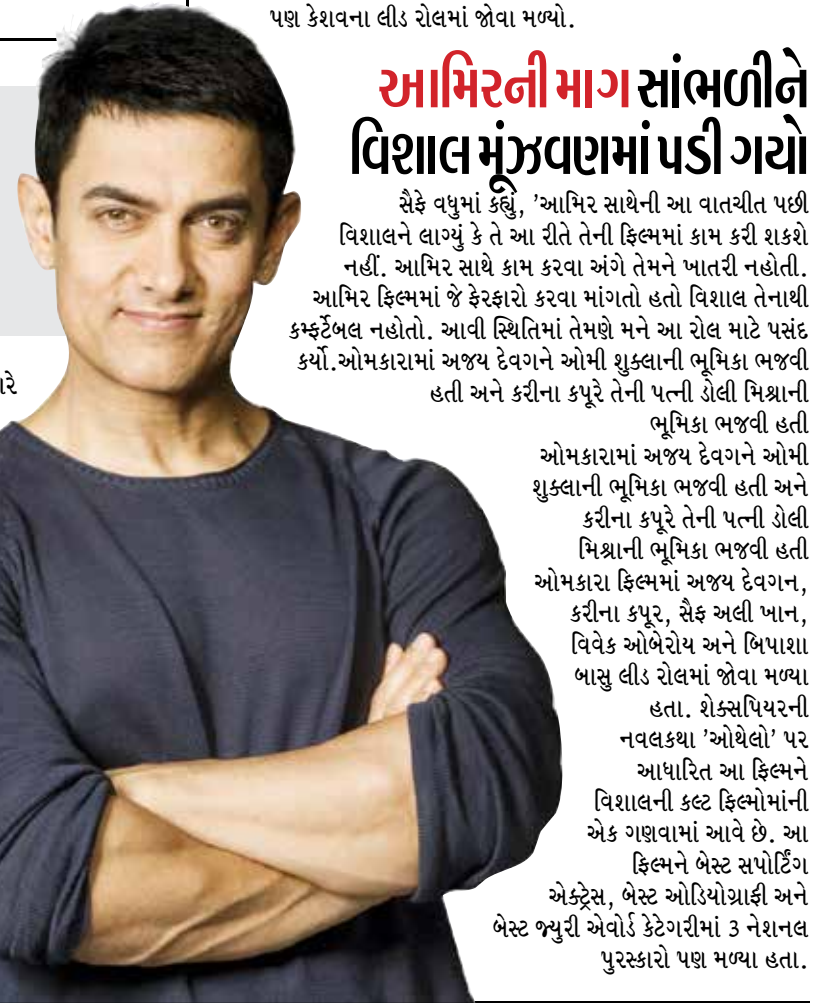 પણ કેશવના લીડ રોલમાં જોવા મળ્યો.
આમિરની માગ સાંભળીને
વિશાલ મૂંઝવણમાં પડી ગયો
સૈફે વધુમાં કહ્યું, 'આમિર સાથેની આ વાતચીત પછી
વિશાલને લાગ્યું કે તે આ રીતે તેની ફિલ્મમાં કામ કરી શકશે
નહીં. આમિર સાથે કામ કરવા અંગે તેમને ખાતરી નહોતી.
આમિર ફિલ્મમાં જે ફેરફારો કરવા માંગતો હતો વિશાલ તેનાથી
કમ્ફર્ટેબલ નહોતો. આવી સ્થિતિમાં તેમણે મને આ રોલ માટે પસંદ
કર્યો.ઓમકારામાં અજય દેવગને ઓમી શુક્લાની ભૂમિકા ભજવી
હતી અને કરીના કપૂરે તેની પત્ની ડોલી મિશ્રાની
ભૂમિકા ભજવી હતી
ઓમકારામાં અજય દેવગને ઓમી
શુક્લાની ભૂમિકા ભજવી હતી અને
કરીના કપૂરે તેની પત્ની ડોલી
મિશ્રાની ભૂમિકા ભજવી હતી
ઓમકારા ફિલ્મમાં અજય દેવગન,
કરીના કપૂર, સૈફ અલી ખાન,
વિવેક ઓબેરોય અને બિપાશા
બાસુ લીડ રોલમાં જોવા મળ્યા
હતા. શેક્સપિયરની
નવલકથા 'ઓથેલો' પર
આધારિત આ ફિલ્મને
વિશાલની કલ્ટ ફિલ્મોમાંની
એક ગણવામાં આવે છે. આ
ફિલ્મને બેસ્ટ સપોર્ટિંગ
એક્ટ્રેસ, બેસ્ટ ઓડિયોગ્રાફી અને
બેસ્ટ જ્યુરી એવોર્ડ કેટેગરીમાં 3 નેશનલ
પુરસ્કારો પણ મળ્યા હતા.